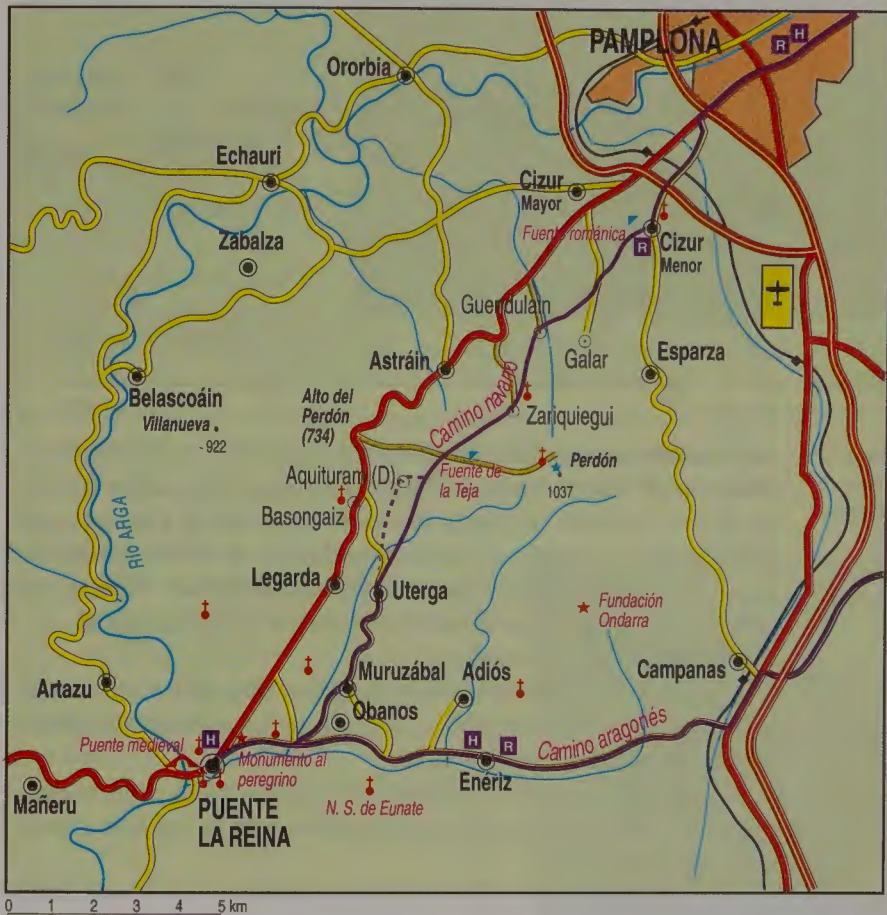 PAMPLONA
H
R
Ororbia
Echauri
Cizur
Mayor
Zabalza
Fuente románica
Cizur
Menor
R
Guendulain
Galar
Astráin
Esparza
Belascoáin
Villanueva
- 922
Alto del
Perdón
(734)
Camino navarro
Zariquiegui
Perdón
1037
Aquituram (D)
Fuente de
la Teja
Basongaiz
RÍO ARGA
Legarda
Uterga
Fundación
Ondarra
Muruzábal
Adiós
Campanas
Artazu
Obanos
Puente medieval
H
Monumento al
peregrino
H
R
Camino aragonés
Enériz
Mañeru
PUENTE
LA REINA
N. S. de Eunate
0 1 2 3 4 5 km